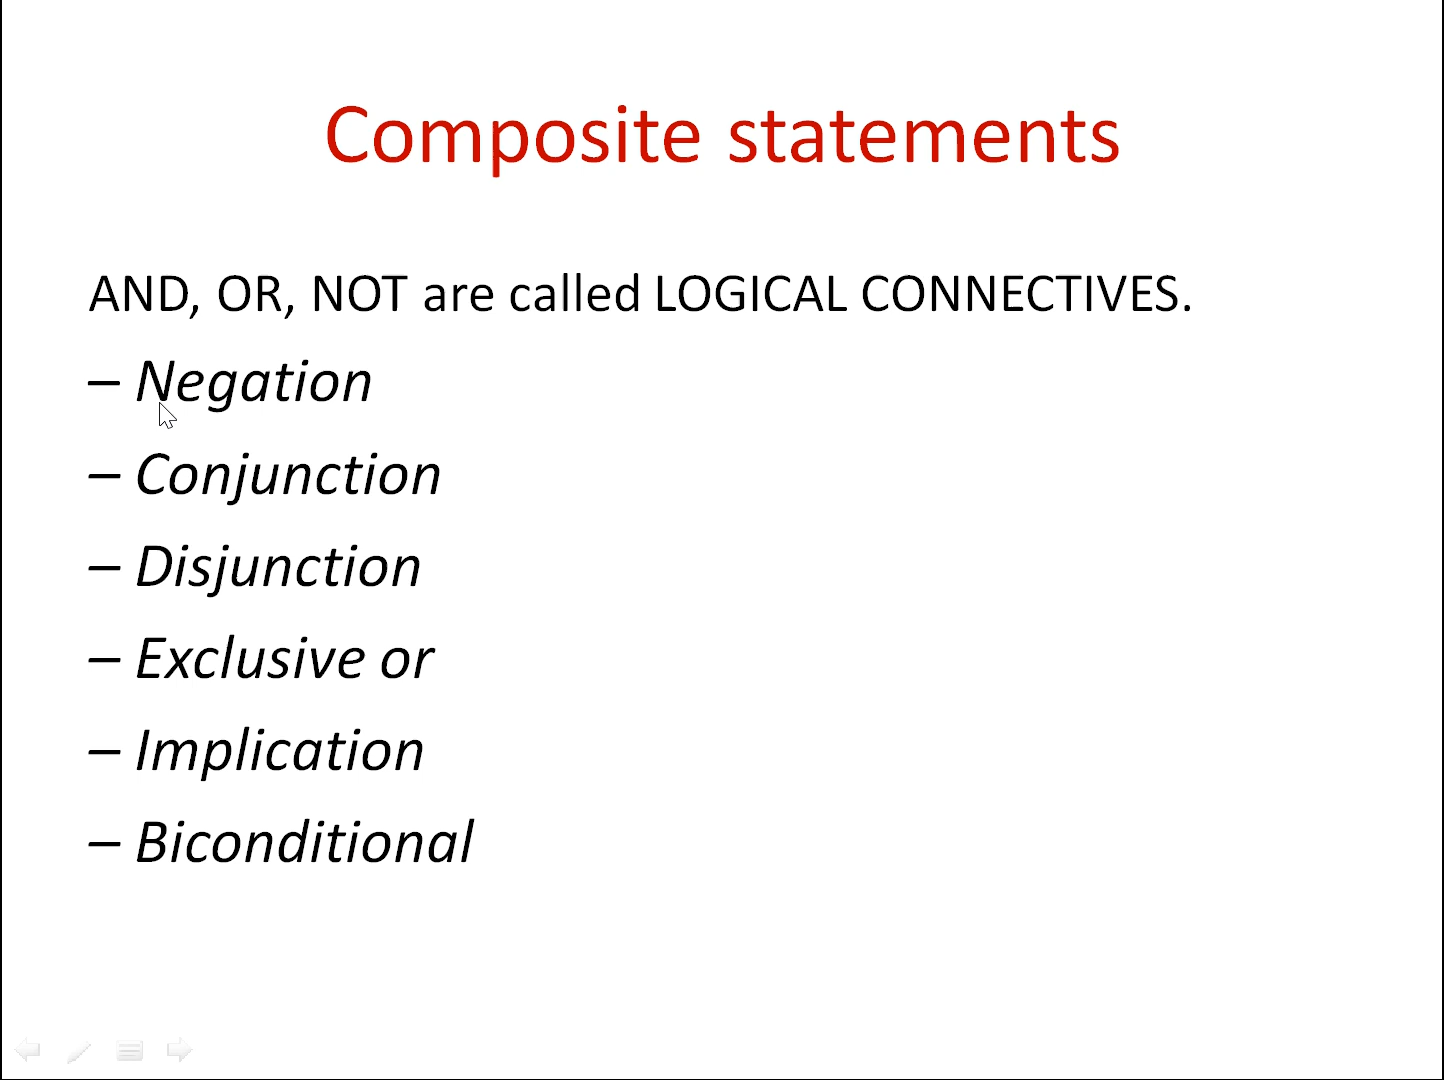 Composite statements
AND, OR, NOT are called LOGICAL CONNECTIVES.
– Negation
– Conjunction
– Disjunction
– Exclusive or
– Implication
– Biconditional